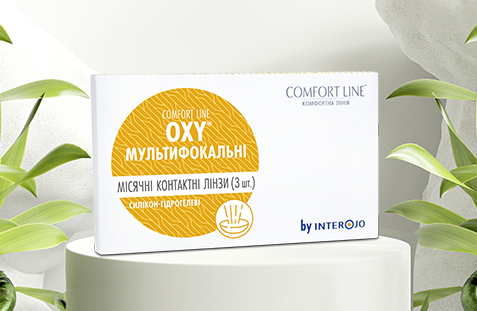 COMFORT LINE
OXY®
МУЛЬТИФОКАЛЬНІ
МІСЯЧНІ КОНТАКТНІ ЛІНЗИ (3 шт.)
СИЛІКОН-ГІДРОГЕЛЕВІ
COMFORT LINE®
КОМФОРТНА ЛІНІЯ
by INTEROJO